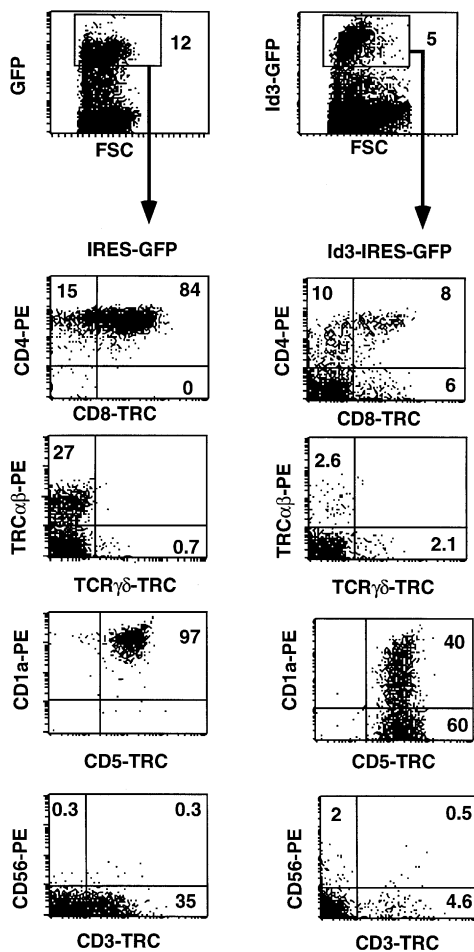 GFP
12
FSC
Id3-GFP
5
FSC
IRES-GFP
Id3-IRES-GFP
CD4-PE
15
84
0
CD8-TRC
CD4-PE
10
8
6
CD8-TRC
TRCαβ-PE
27
0.7
TCRγδ-TRC
TRCαβ-PE
2.6
2.1
TCRγδ-TRC
CD1a-PE
97
CD5-TRC
CD1a-PE
40
60
CD5-TRC
CD56-PE
0.3
0.3
35
CD3-TRC
CD56-PE
2
0.5
4.6
CD3-TRC